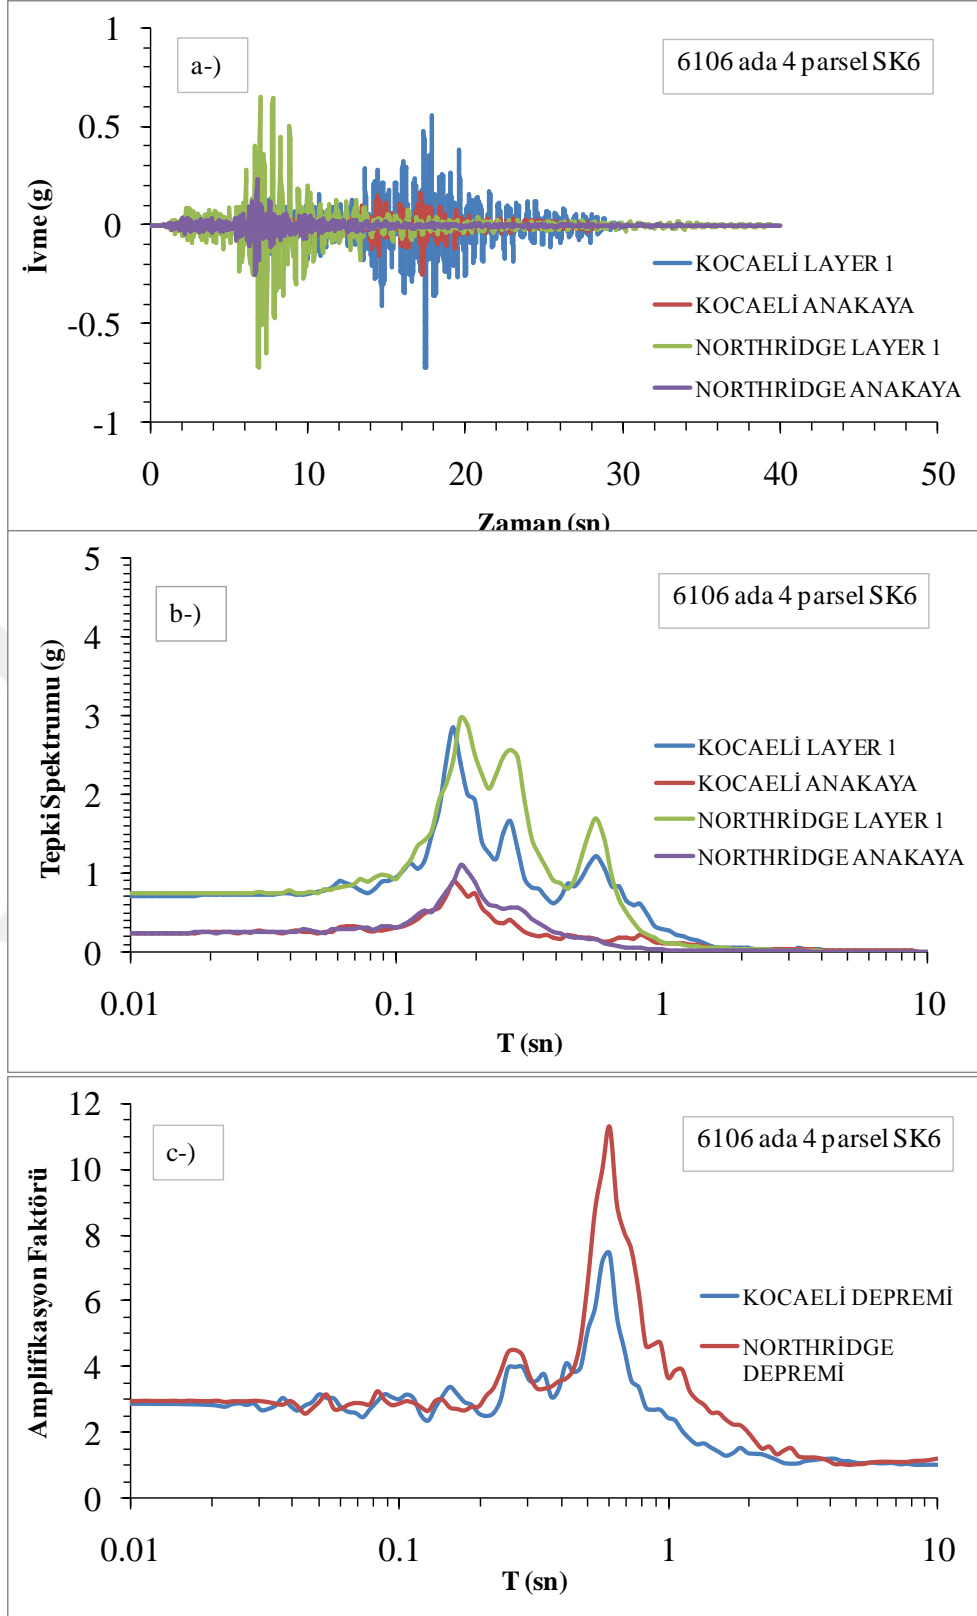 a-)
6106 ada 4 parsel SK6
İvme (g)
1
0.5
0
-0.5
-1
KOCAELİ LAYER 1
KOCAELİ ANAKAYA
NORTHRİDGE LAYER 1
NORTHRİDGE ANAKAYA
0 10 20 30 40 50
Zaman (sn)
b-)
6106 ada 4 parsel SK6
Tepki Spektrumu (g)
5
4
3
2
1
0
KOCAELİ LAYER 1
KOCAELİ ANAKAYA
NORTHRİDGE LAYER 1
NORTHRİDGE ANAKAYA
0.01 0.1 1 10
T (sn)
c-)
6106 ada 4 parsel SK6
Amplifikasyon Faktörü
12
10
8
6
4
2
0
KOCAELİ DEPREMİ
NORTHRİDGE
DEPREMİ
0.01 0.1 1 10
T (sn)